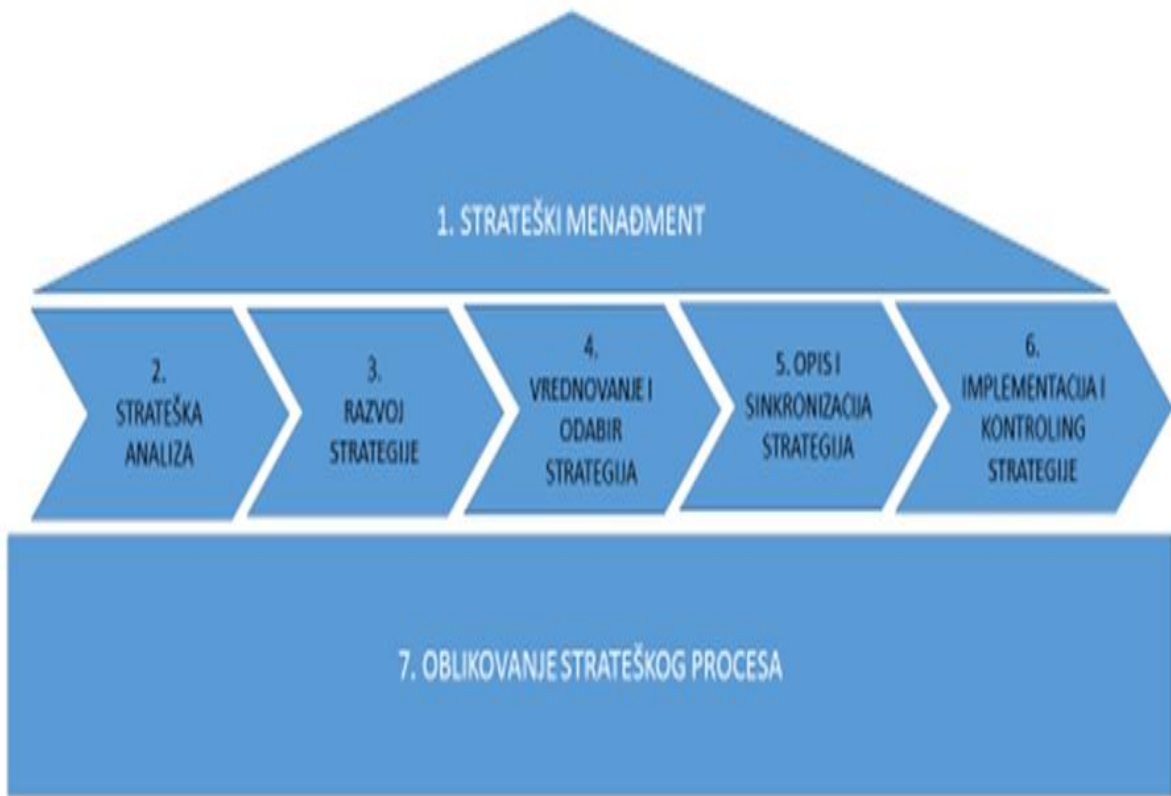 1. STRATEŠKI MENAĐMENT
2.
STRATEŠKA
ANALIZA
3.
RAZVOJ
STRATEGIJE
4.
VREDNOVANJE I
ODABIR
STRATEGIJA
5. OPIS I
SINKRONIZACIJA
STRATEGIJA
6.
IMPLEMENTACIJA I
KONTROLING
STRATEGIJE
7. OBLIKOVANJE STRATEŠKOG PROCESA